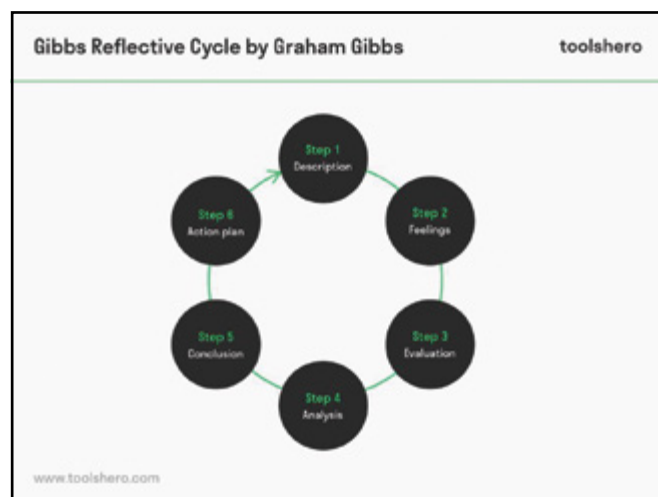 Gibbs Reflective Cycle by Graham Gibbs
toolshero
Step 1
Description
Step 2
Feelings
Step 3
Evaluation
Step 4
Analysis
Step 5
Conclusion
Step 6
Action plan
www.toolshero.com